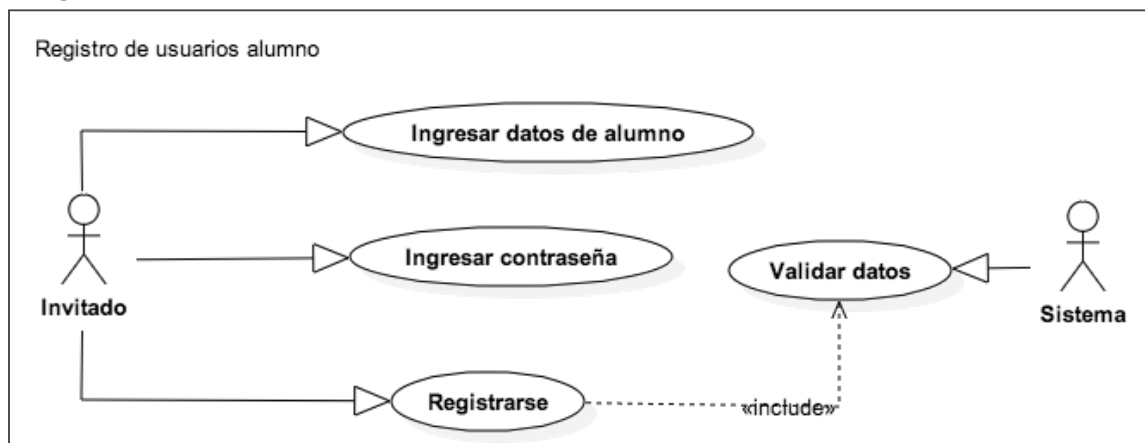 Registro de usuarios alumno
Ingresar datos de alumno
Ingresar contraseña
Validar datos
Invitado
Sistema
Registrarse
«include»